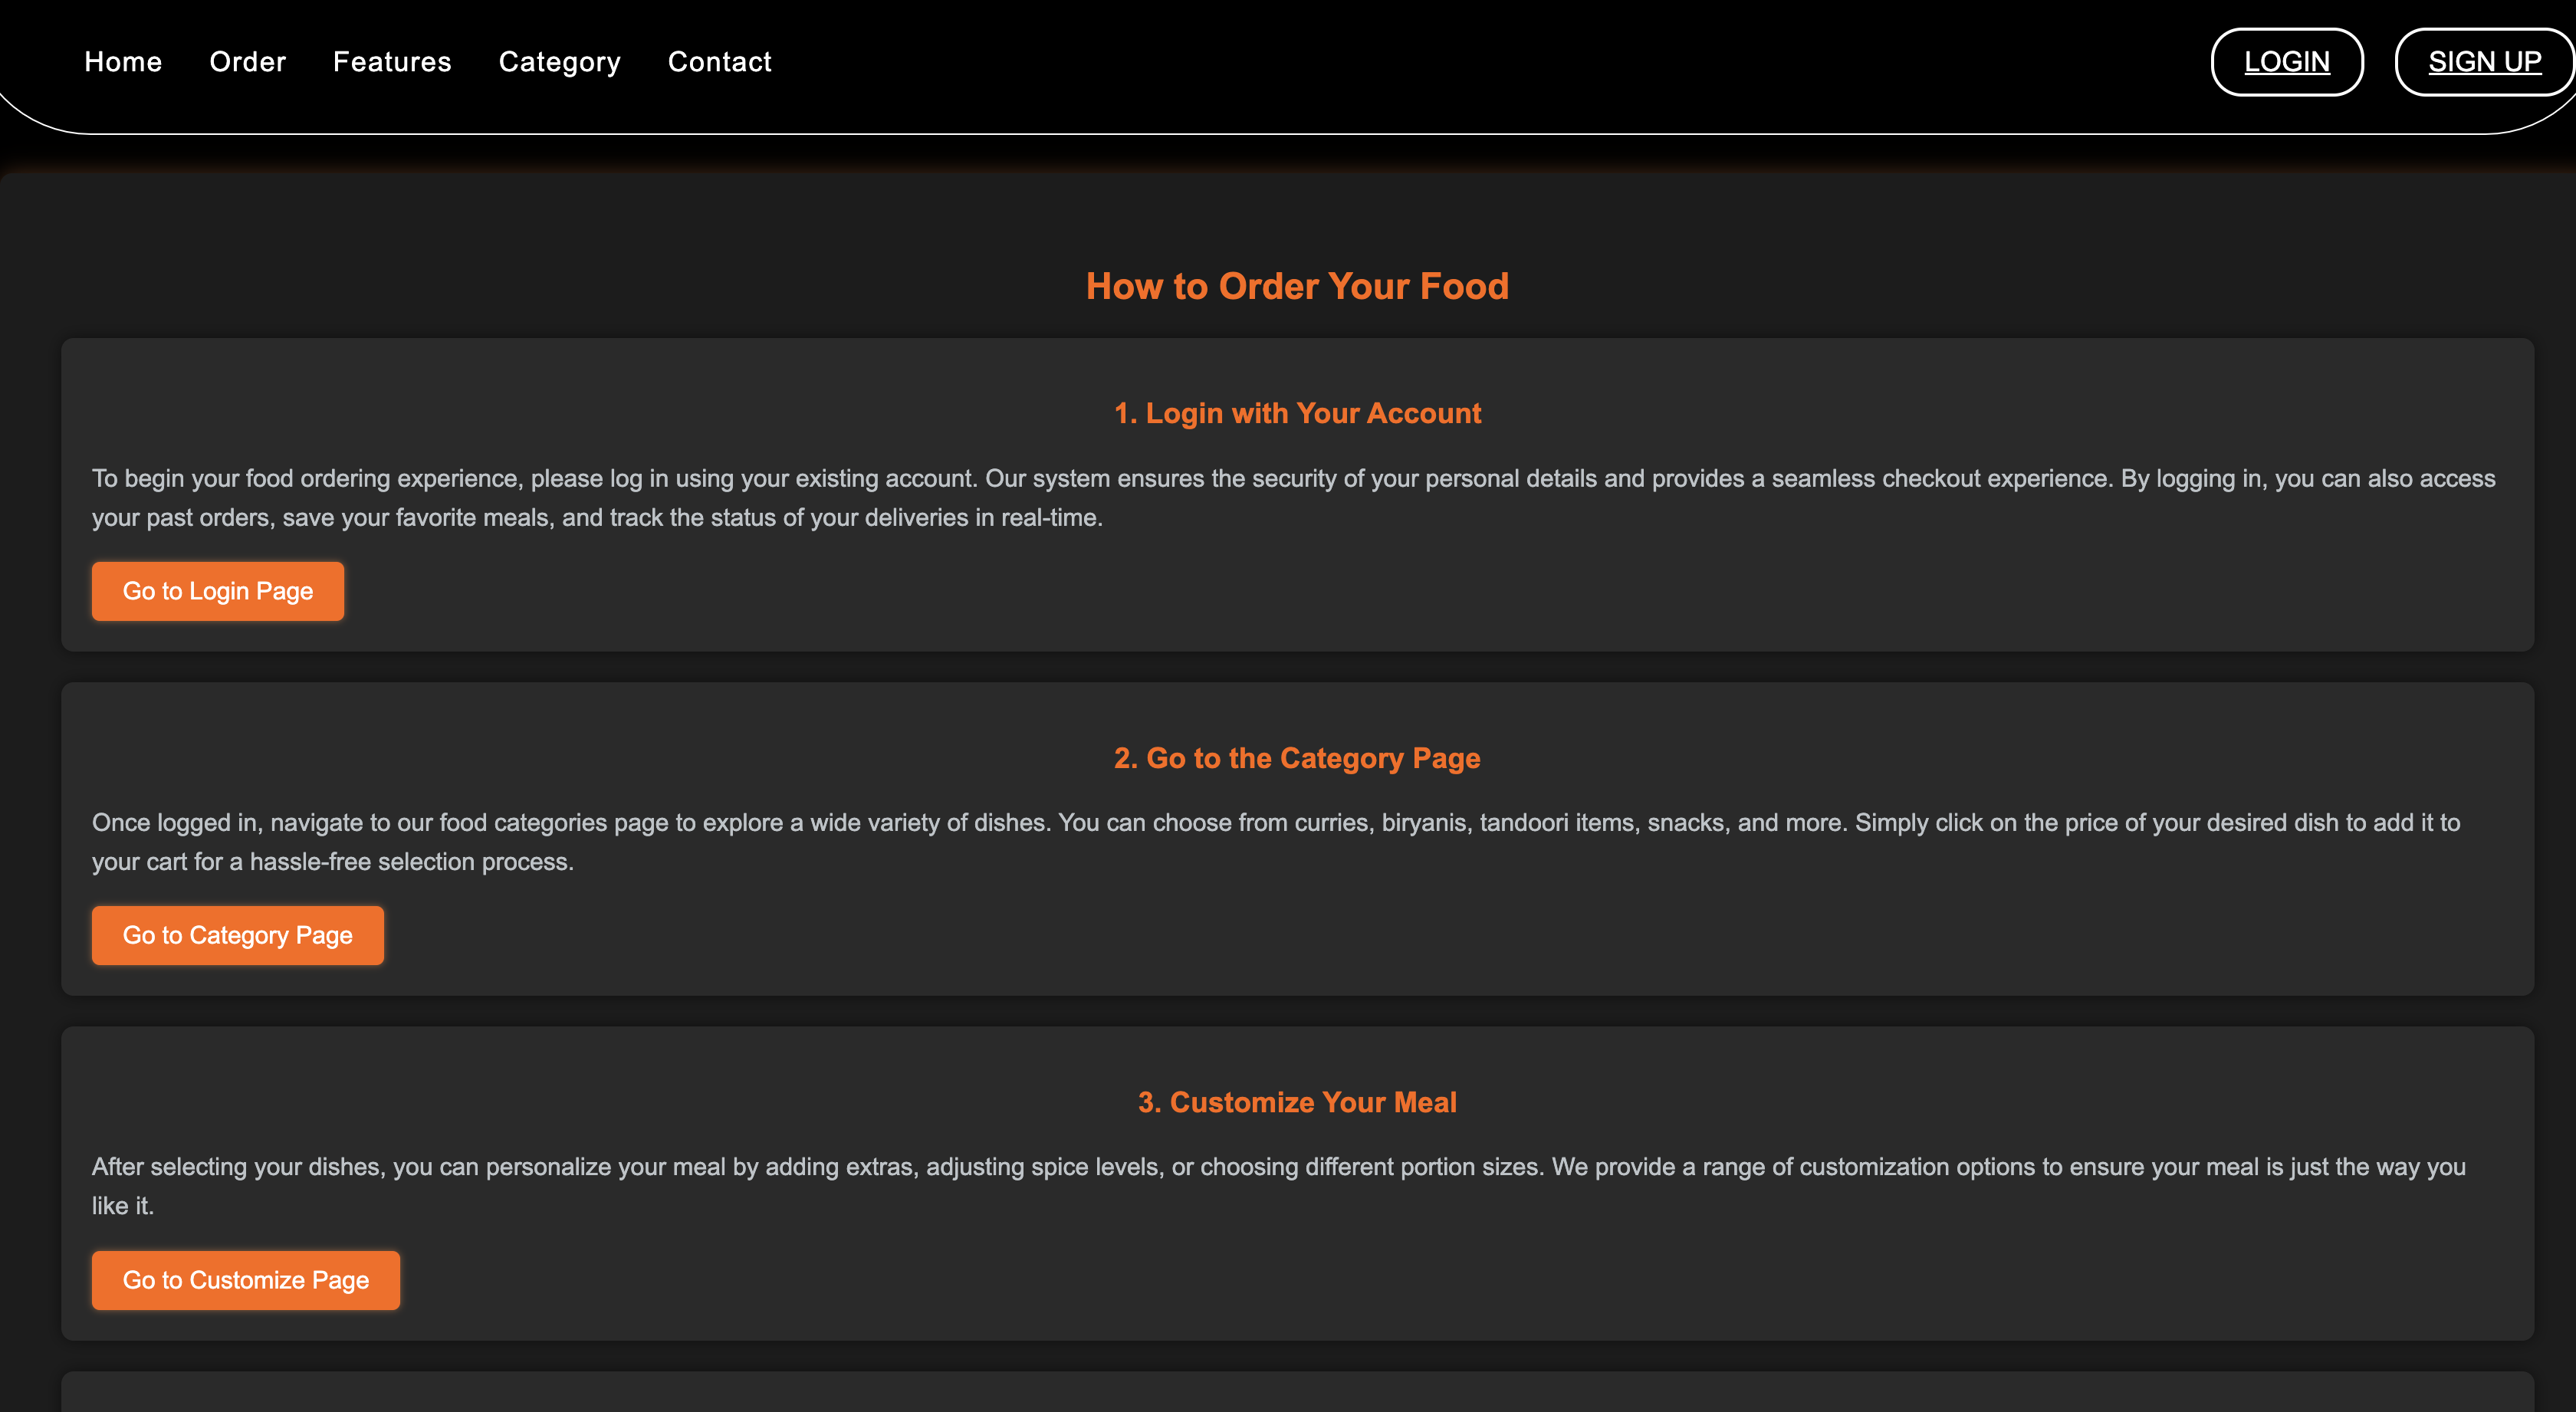 Home Order Features Category Contact LOGIN SIGN UP
How to Order Your Food
1. Login with Your Account
To begin your food ordering experience, please log in using your existing account. Our system ensures the security of your personal details and provides a seamless checkout experience. By logging in, you can also access
your past orders, save your favorite meals, and track the status of your deliveries in real-time.
Go to Login Page
2. Go to the Category Page
Once logged in, navigate to our food categories page to explore a wide variety of dishes. You can choose from curries, biryanis, tandoori items, snacks, and more. Simply click on the price of your desired dish to add it to
your cart for a hassle-free selection process.
Go to Category Page
3. Customize Your Meal
After selecting your dishes, you can personalize your meal by adding extras, adjusting spice levels, or choosing different portion sizes. We provide a range of customization options to ensure your meal is just the way you
like it.
Go to Customize Page